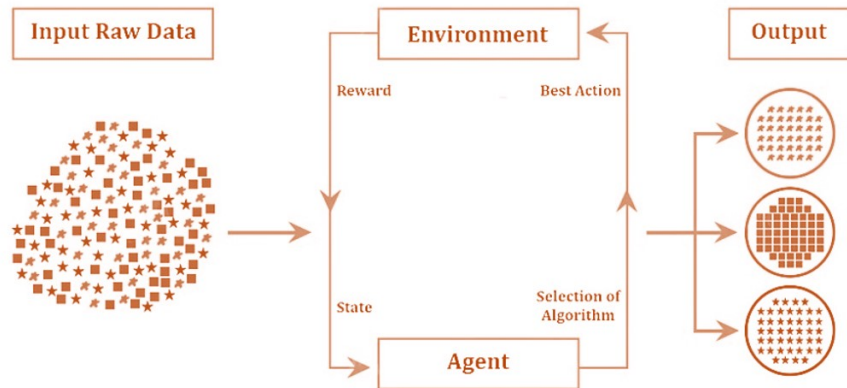 Input Raw Data
Environment
Output
Reward
Best Action
State
Selection of
Algorithm
Agent